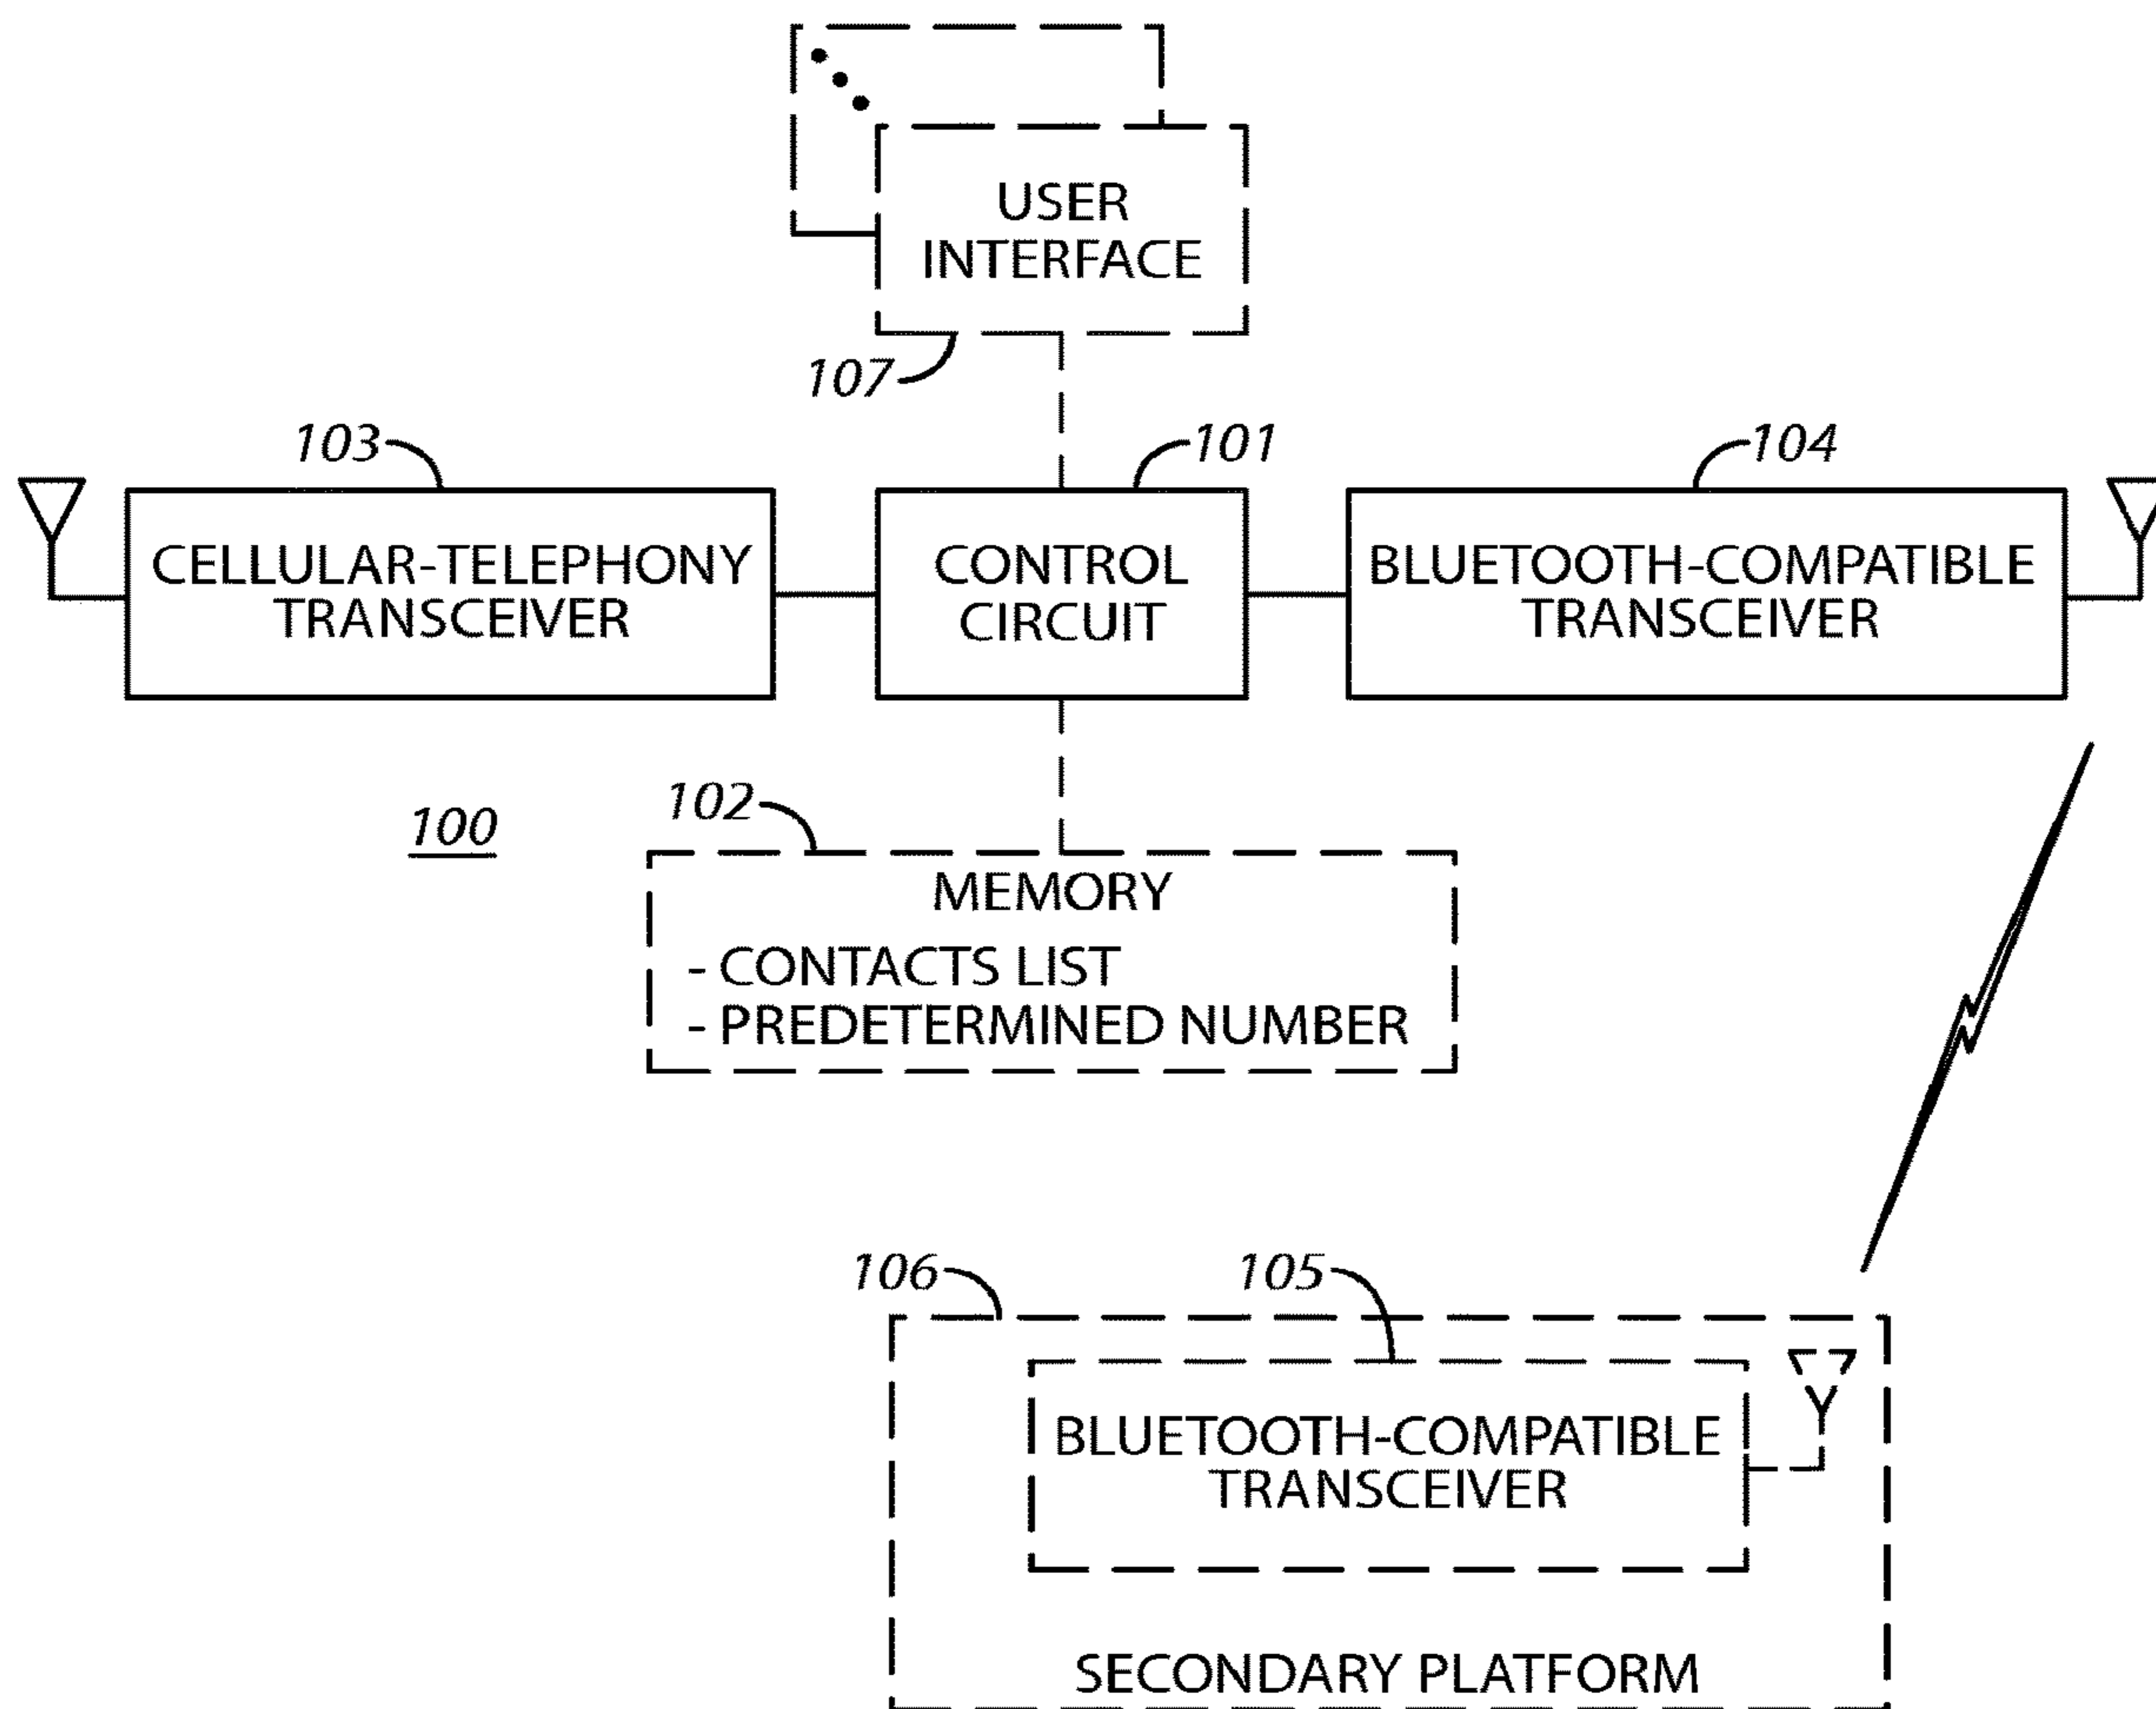 USER
INTERFACE
107
103
101
104
CELLULAR-TELEPHONY
TRANSCEIVER
CONTROL
CIRCUIT
BLUETOOTH-COMPATIBLE
TRANSCEIVER
102
100
MEMORY
- CONTACTS LIST
- PREDETERMINED NUMBER
106
105
BLUETOOTH-COMPATIBLE
TRANSCEIVER
SECONDARY PLATFORM